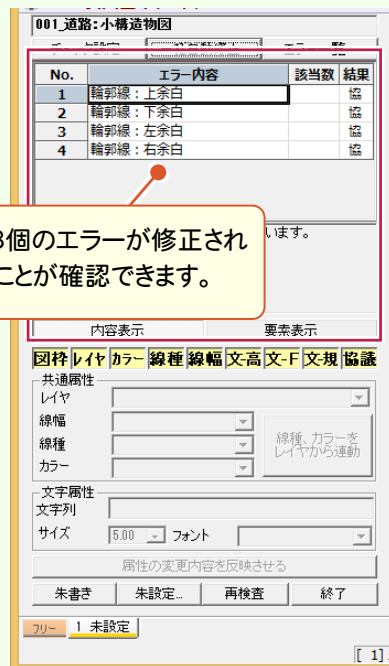 001_道路:小構造物図
No. エラー内容 該当数 結果
1 輪郭線:上余白 協
2 輪郭線:下余白 協
3 輪郭線:左余白 協
4 輪郭線:右余白 協
います。
3個のエラーが修正され
ことが確認できます。
内容表示 要素表示
図枠 レイヤ カラー 線種 線幅 文-高 文-F 文-規 協議
共通属性
レイヤ
線幅
線種
カラー
線種、カラーを
レイヤから連動
文字属性
文字列
サイズ 5.00 フォント
属性の変更内容を反映させる
朱書き 朱設定... 再検査 終了
フリー 1 未設定
[ 1]